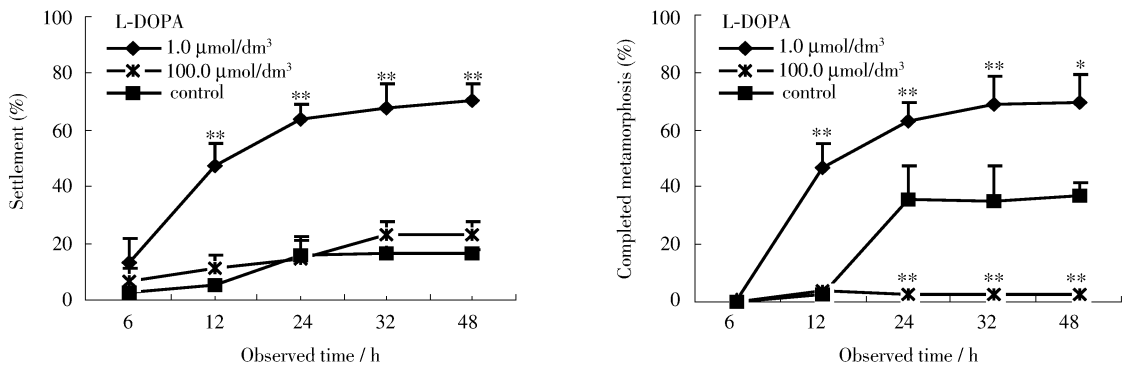 L-DOPA
1.0 μmol/dm³
100.0 μmol/dm³
control
Settlement (%)
100
80
60
40
20
0
** ** ** **
6 12 24 32 48
Observed time / h
L-DOPA
1.0 μmol/dm³
100.0 μmol/dm³
control
Completed metamorphosis (%)
100
80
60
40
20
0
** ** ** *
** ** **
6 12 24 32 48
Observed time / h